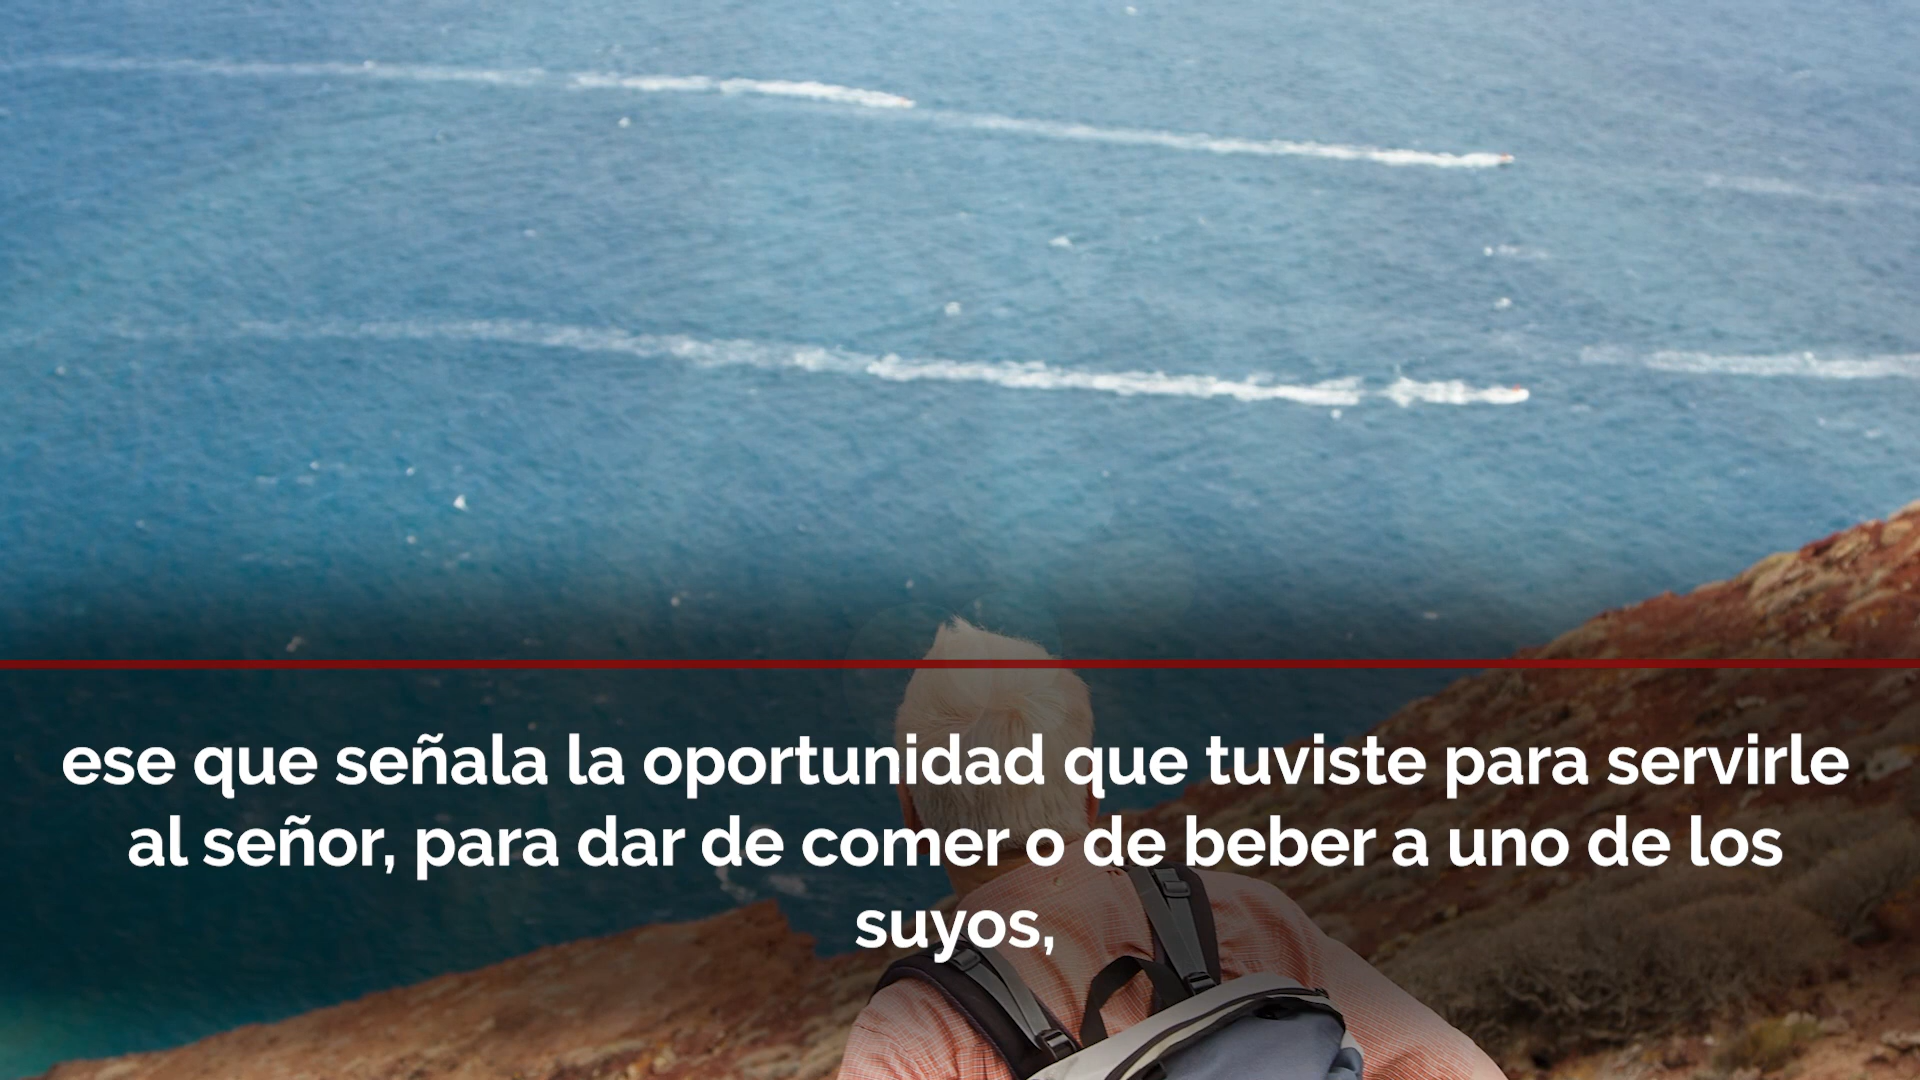 ese que señala la oportunidad que tuviste para servirle
al señor, para dar de comer o de beber a uno de los
suyos,